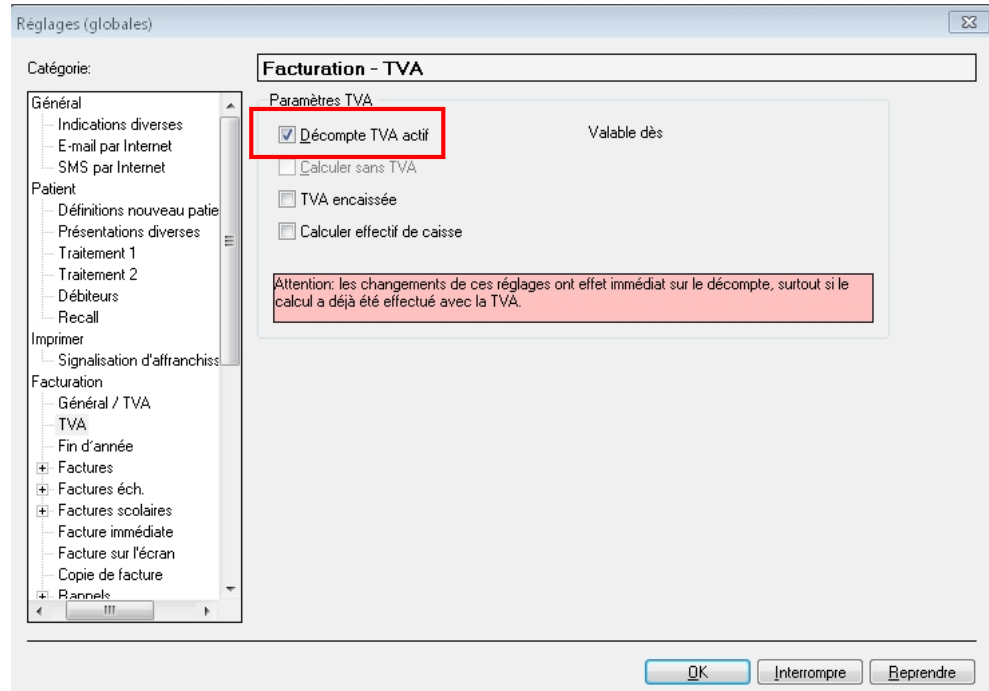 Réglages (globales)
Catégorie:
Général
Indications diverses
E-mail par Internet
SMS par Internet
Patient
Définitions nouveau patie
Présentations diverses
Traitement 1
Traitement 2
Débiteurs
Recall
Imprimer
Signalisation d'affranchiss
Facturation
Général / TVA
TVA
Fin d´année
Factures
Factures éch.
Factures scolaires
Facture immédiate
Facture sur l'écran
Copie de facture
Rappels
Facturation - TVA
Paramètres TVA
Décompte TVA actif
Valable dès
Calculer sans TVA
TVA encaissée
Calculer effectif de caisse
Attention: les changements de ces réglages ont effet immédiat sur le décompte, surtout si le
calcul a déjà été effectué avec la TVA.
OK
Interrompre
Reprendre